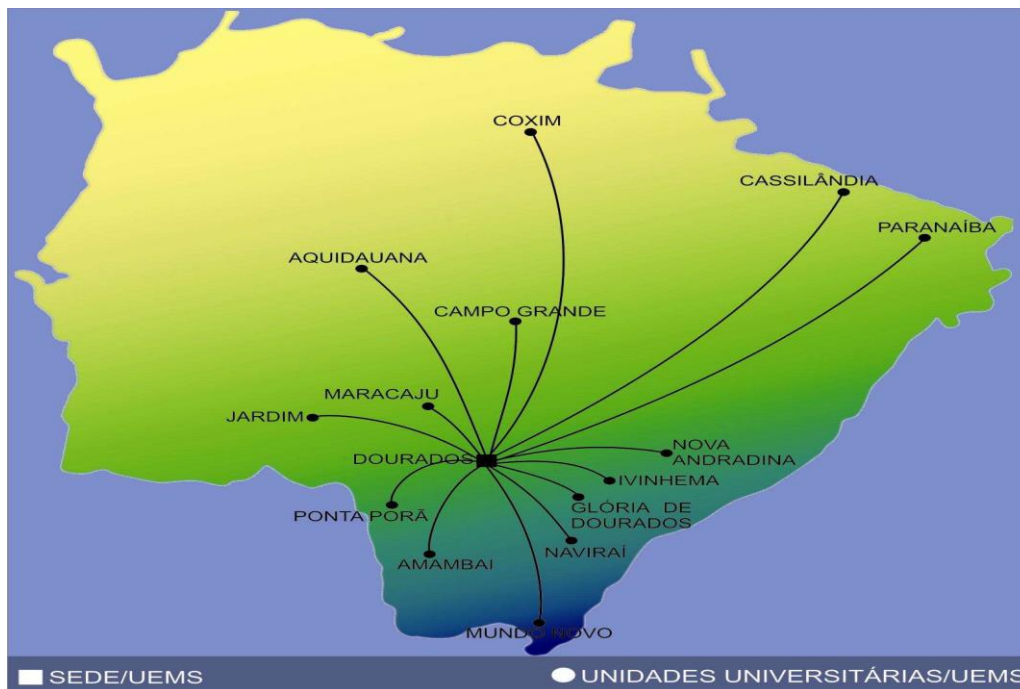 COXIM
CASSILÂNDIA
PARANAÍBA
AQUIDAUANA
CAMPO GRANDE
MARACAJU
JARDIM
DOURADOS
NOVA
ANDRADINA
IVINHEMA
PONTA PORÃ
GLÓRIA DE
DOURADOS
NAVIRAÍ
AMAMBAI
MUNDO NOVO
SEDE/UEMS
UNIDADES UNIVERSITÁRIAS/UEMS